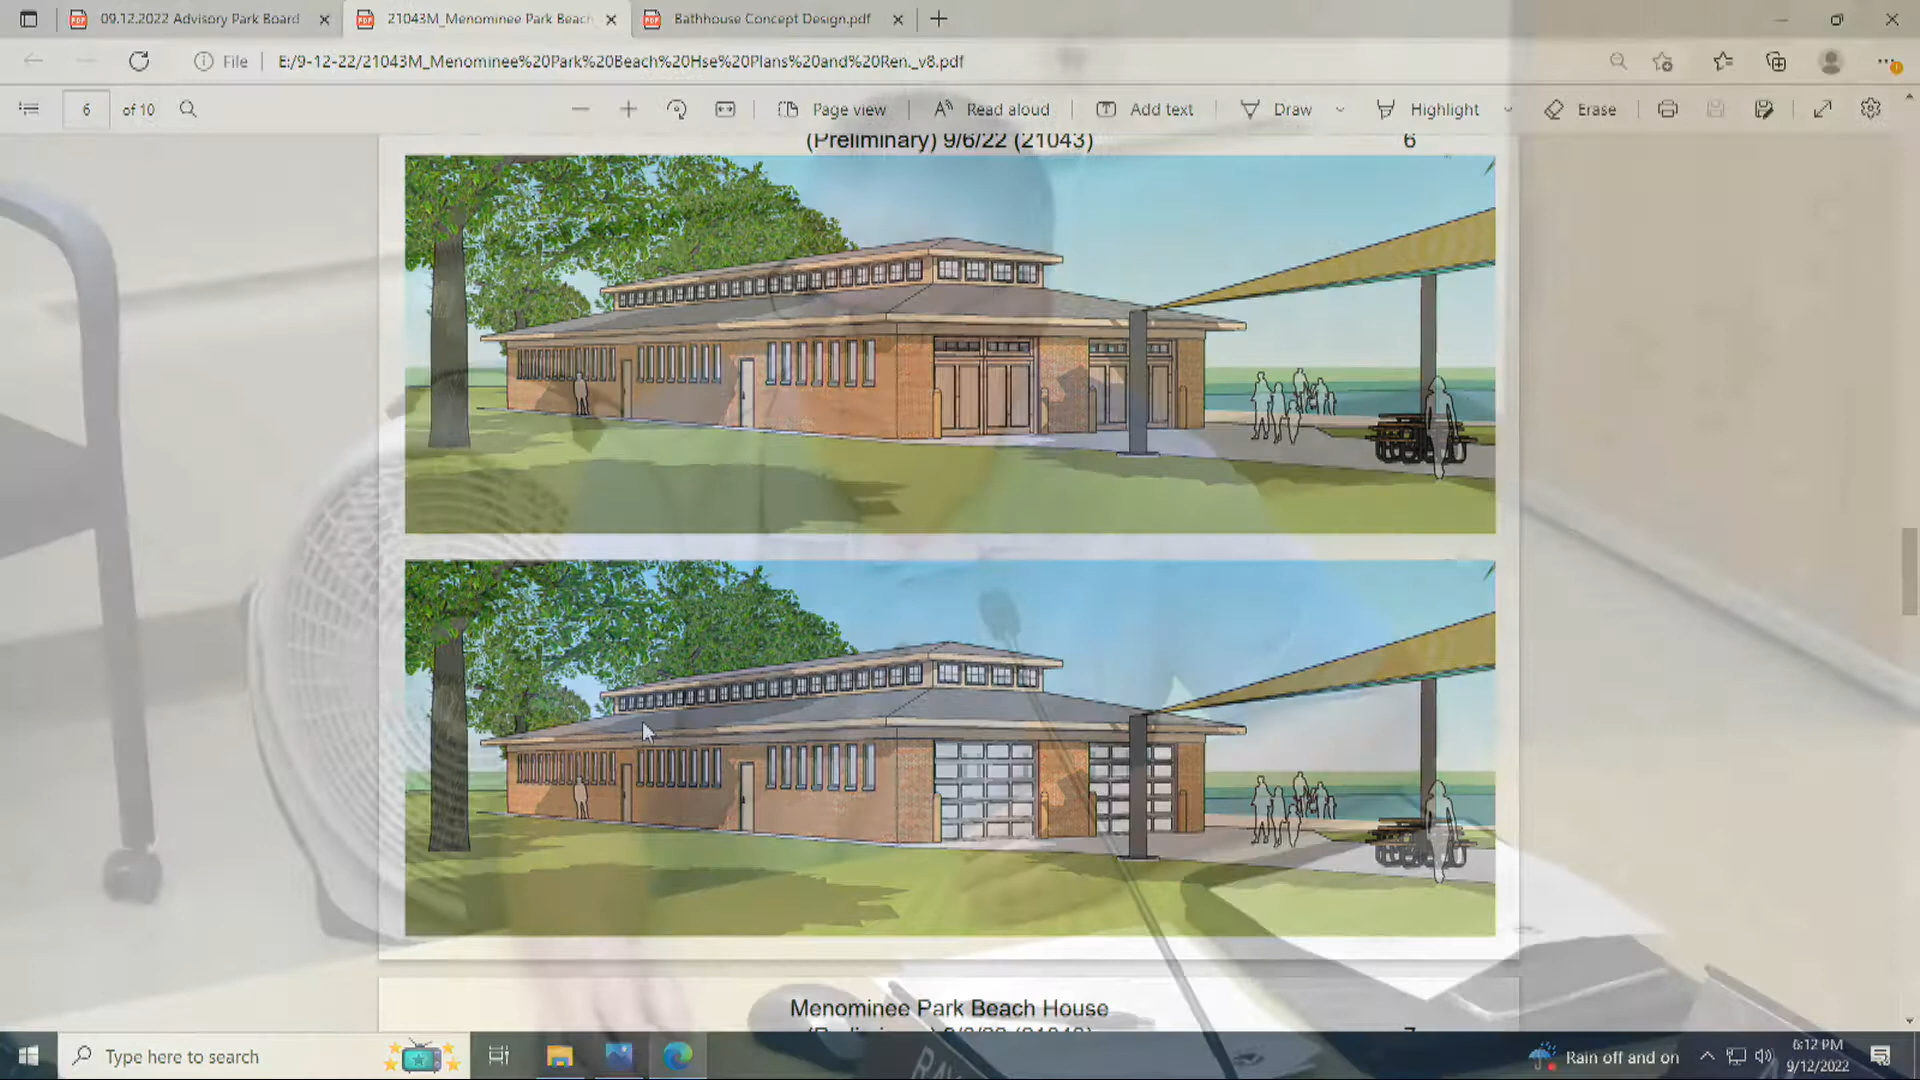 09.12.2022 Advisory Park Board
21043M_Menominee Park Beach
Bathhouse Concept Design.pdf
File
E:/9-12-22/21043M_Menominee%20Park%20Beach%20Hse%20Plans%20and%20Ren._v8.pdf
6 of 10
Page view
Read aloud
Add text
Draw
Highlight
Erase
(Preliminary) 9/6/22 (21043) 6
Menominee Park Beach House
Type here to search
Rain off and on
6:12 PM
9/12/2022